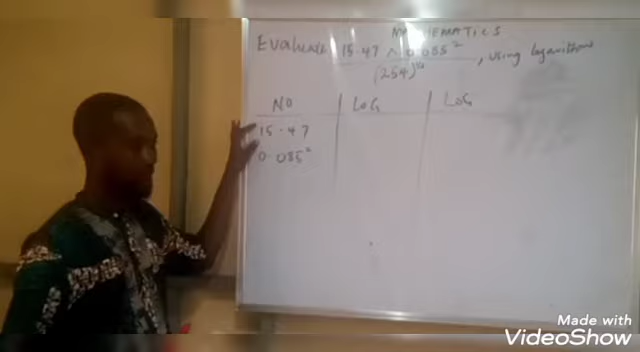 MATHEMATICS
Evaluate 15.47 × 0.085², using logarithms
(254)
NO | LOG | LOG
15.47
0.085²
Made with
VideoShow